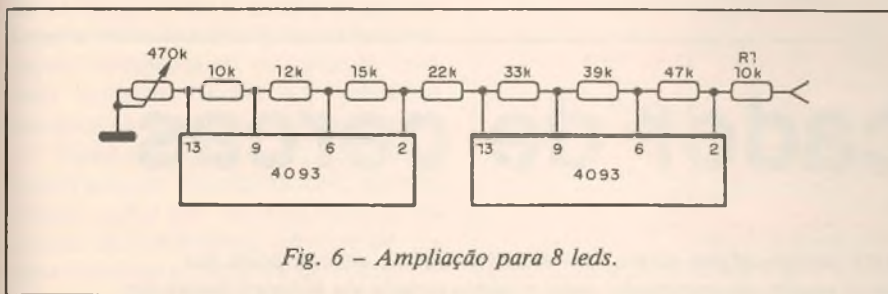 470k
10k 12k 15k 22k 33k 39k 47k R1 10k
13 9 6 2 13 9 6 2
4093 4093
Fig. 6 – Ampliação para 8 leds.